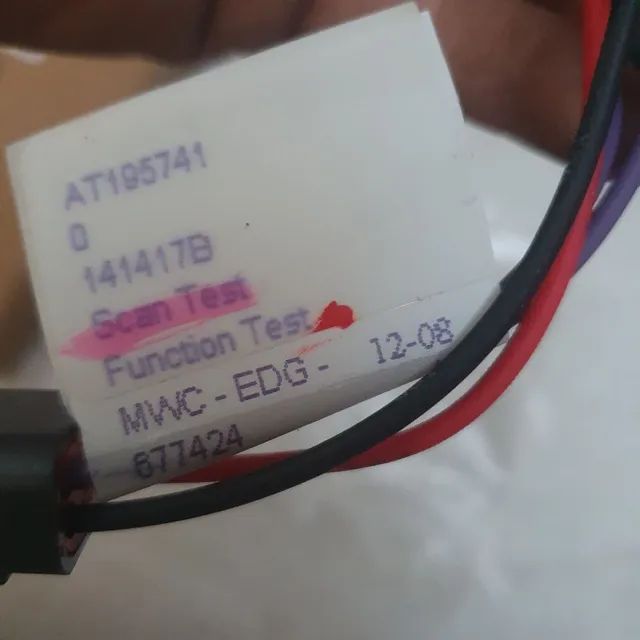 AT195741
0
141417B
Scan Test
Function Test
MWC - EDG - 12-08
677424